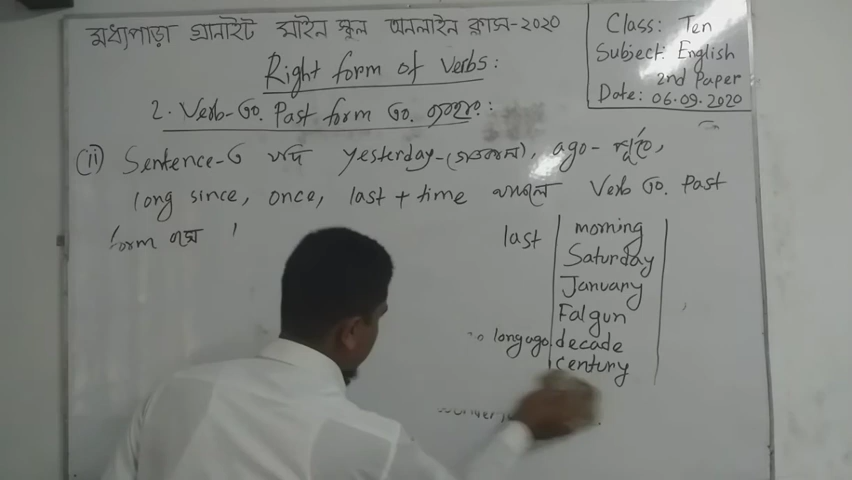 মধ্যপাড়া গ্রানাইট মাইন স্কুল অনলাইন ক্লাস-২০২০
Class: Ten
Subject: English
2nd Paper
Date: 06.09.2020
Right form of Verbs:
2. Verb-এর Past form এর ব্যবহার:
(ii) Sentence-এ যদি yesterday-(গতকাল), ago-পূর্বে,
long since, once, last + time থাকলে Verb এর Past
form হয় ।
last
morning
Saturday
January
Falgun
long ago
decade
century